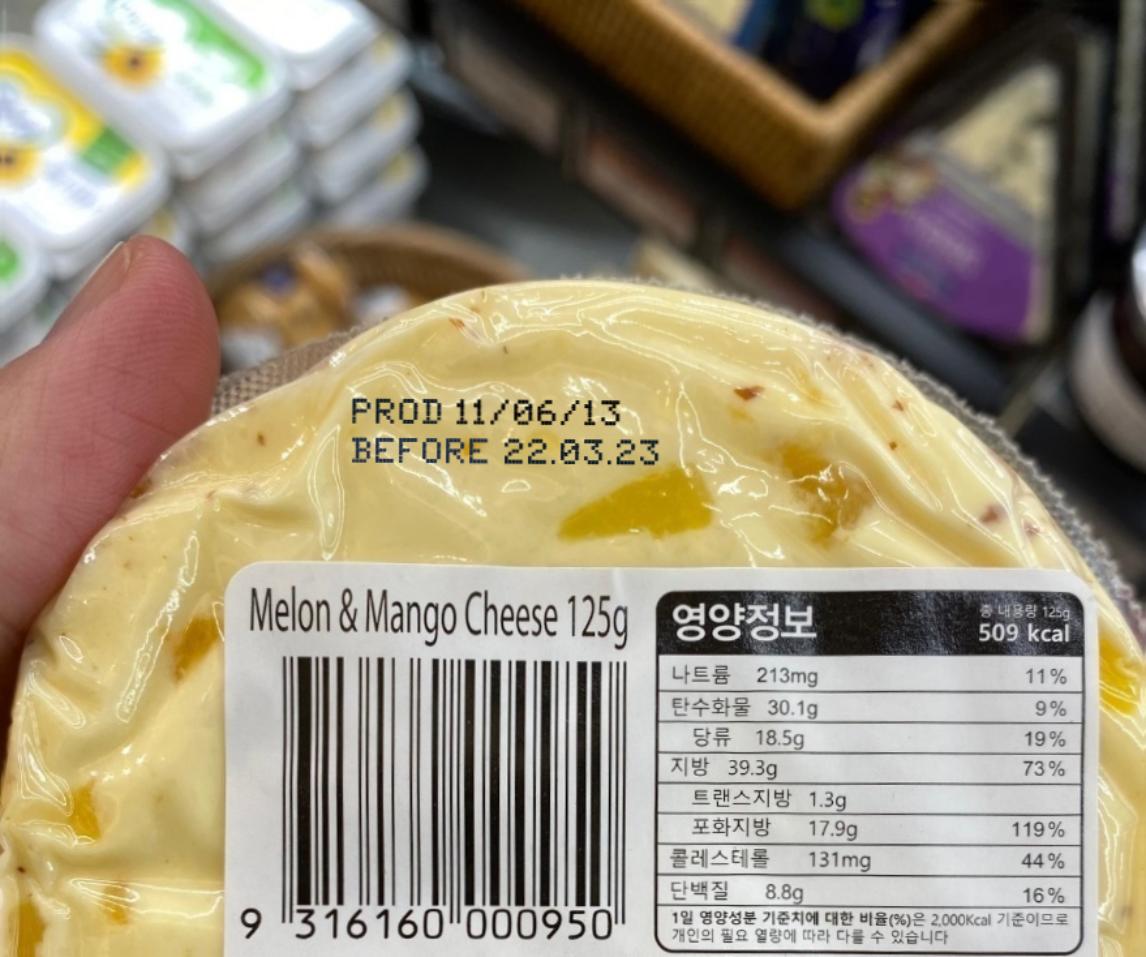 PROD 11/06/13
BEFORE 22.03.23
Melon & Mango Cheese 125g
9 316160 000950
영양정보
총 내용량 125g
509 kcal
나트륨 213mg 11%
탄수화물 30.1g 9%
당류 18.5g 19%
지방 39.3g 73%
트랜스지방 1.3g
포화지방 17.9g 119%
콜레스테롤 131mg 44%
단백질 8.8g 16%
1일 영양성분 기준치에 대한 비율(%)은 2,000Kcal 기준이므로
개인의 필요 열량에 따라 다를 수 있습니다